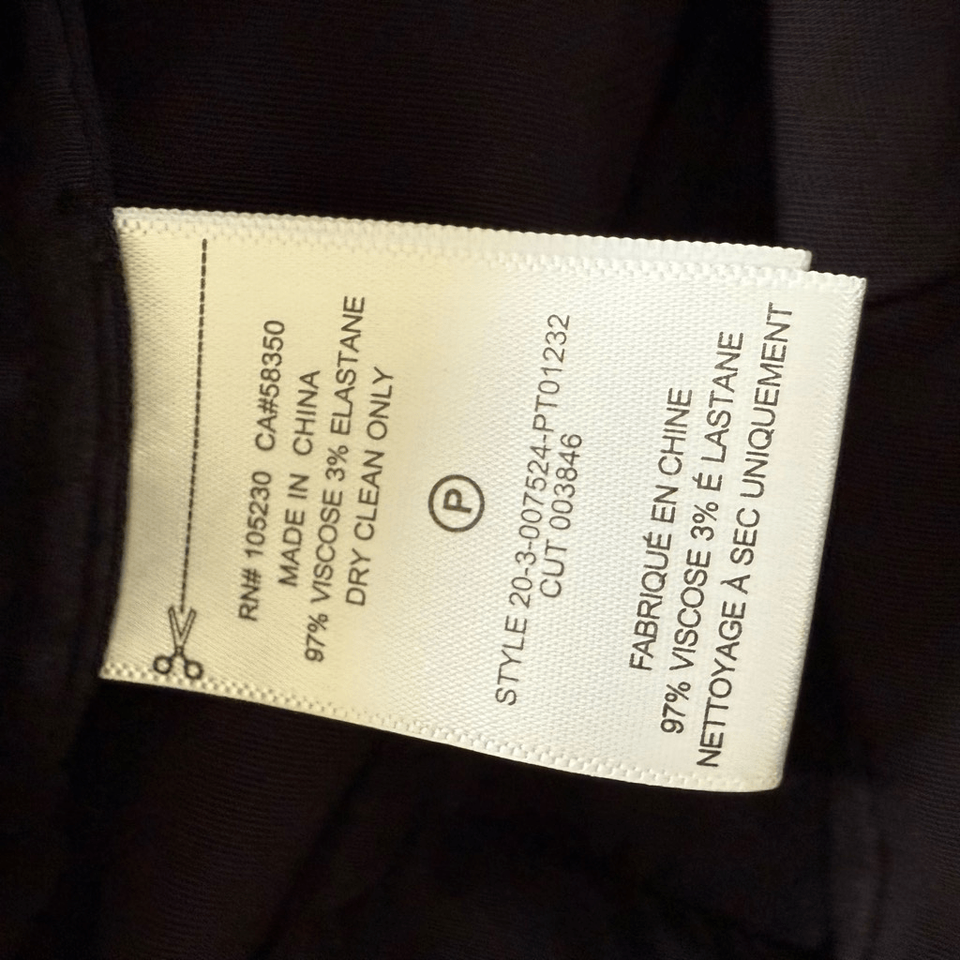 RN# 105230 CA#58350
MADE IN CHINA
97% VISCOSE 3% ELASTANE
DRY CLEAN ONLY
P
STYLE 20-3-007524-PT01232
CUT 003846
FABRIQUÉ EN CHINE
97% VISCOSE 3% É LASTANE
NETTOYAGE À SEC UNIQUEMENT